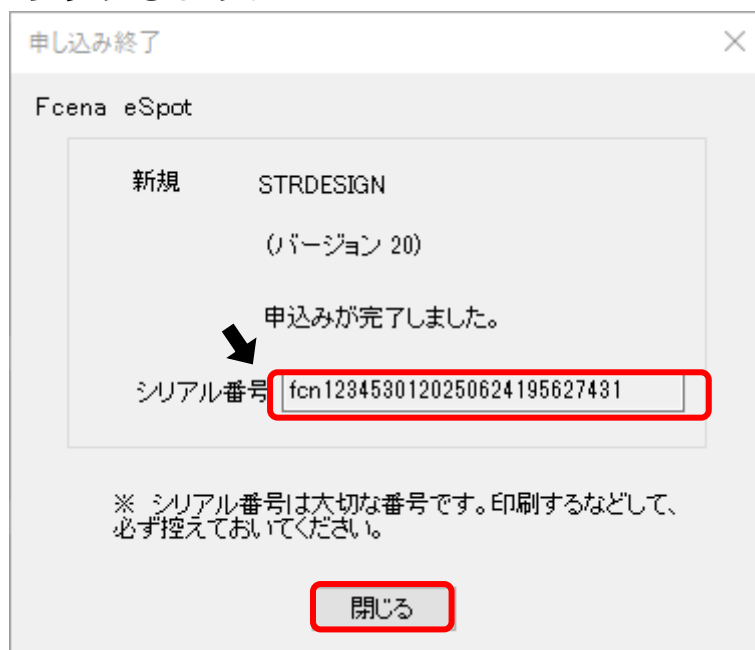 申し込み終了
Fcena eSpot
新規 STRDESIGN
(バージョン 20)
申込みが完了しました。
シリアル番号 fcn1234530120250624195627431
※ シリアル番号は大切な番号です。印刷するなどして、
必ず控えておいてください。
閉じる